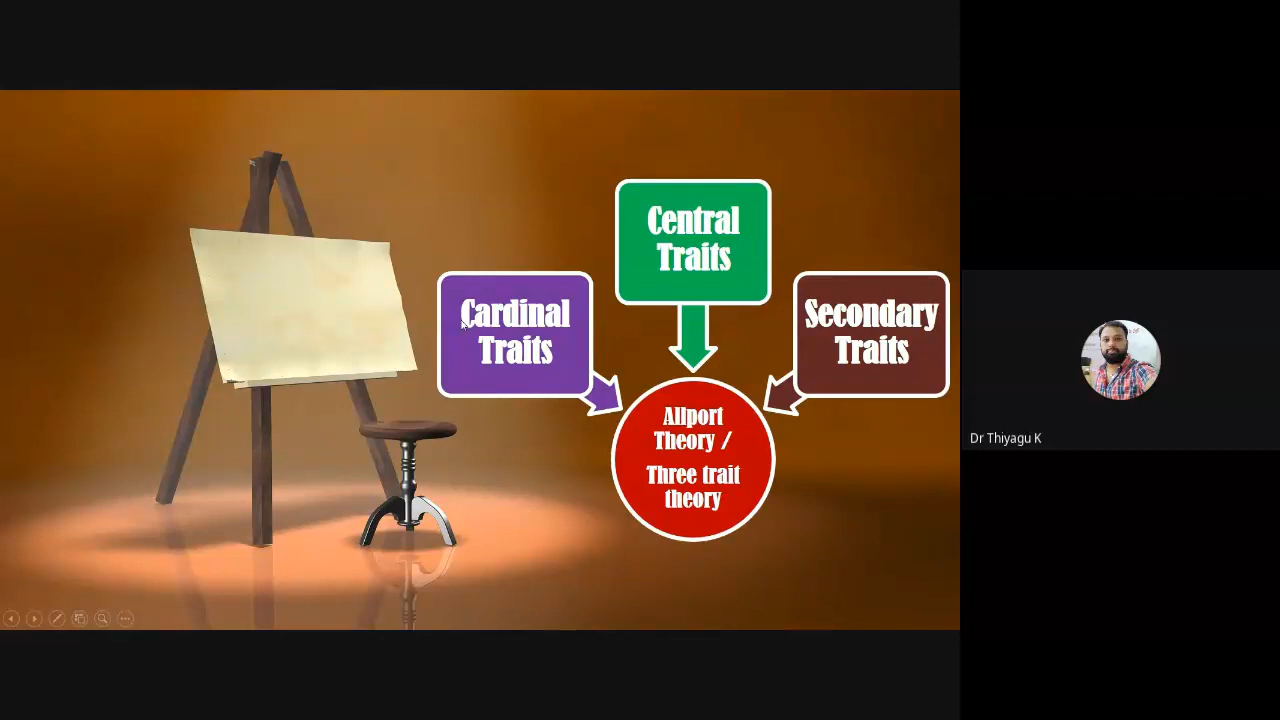 Central
Traits
Cardinal
Traits
Secondary
Traits
Allport
Theory /
Three trait
theory
Dr Thiyagu K